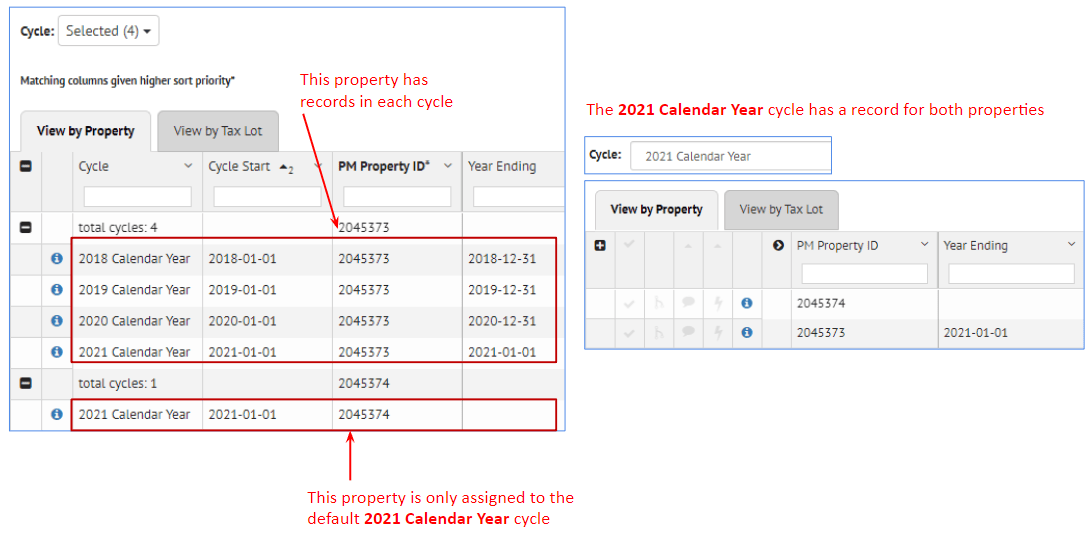 Cycle: Selected (4)
Matching columns given higher sort priority*
This property has
records in each cycle
View by Property View by Tax Lot
Cycle Cycle Start 2 PM Property ID* Year Ending
total cycles: 4 2045373
2018 Calendar Year 2018-01-01 2045373 2018-12-31
2019 Calendar Year 2019-01-01 2045373 2019-12-31
2020 Calendar Year 2020-01-01 2045373 2020-12-31
2021 Calendar Year 2021-01-01 2045373 2021-01-01
total cycles: 1 2045374
2021 Calendar Year 2021-01-01 2045374
This property is only assigned to the
default 2021 Calendar Year cycle
The 2021 Calendar Year cycle has a record for both properties
Cycle: 2021 Calendar Year
View by Property View by Tax Lot
PM Property ID Year Ending
2045374
2045373 2021-01-01